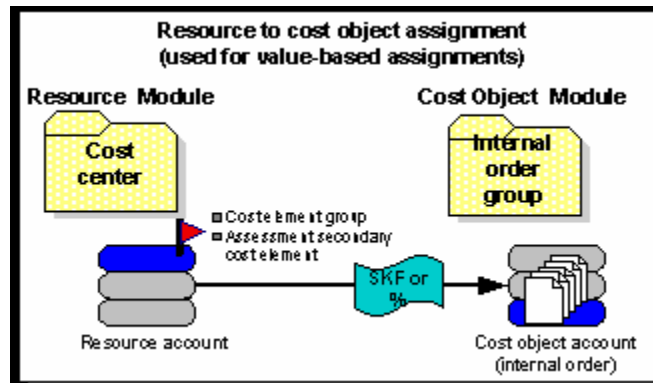 Resource to cost object assignment
(used for value-based assignments)
Resource Module
Cost Object Module
Cost
center
Internal
order
group
Cost element group
Assessment secondary
cost element
SKF or
%
Resource account
Cost object account
(internal order)